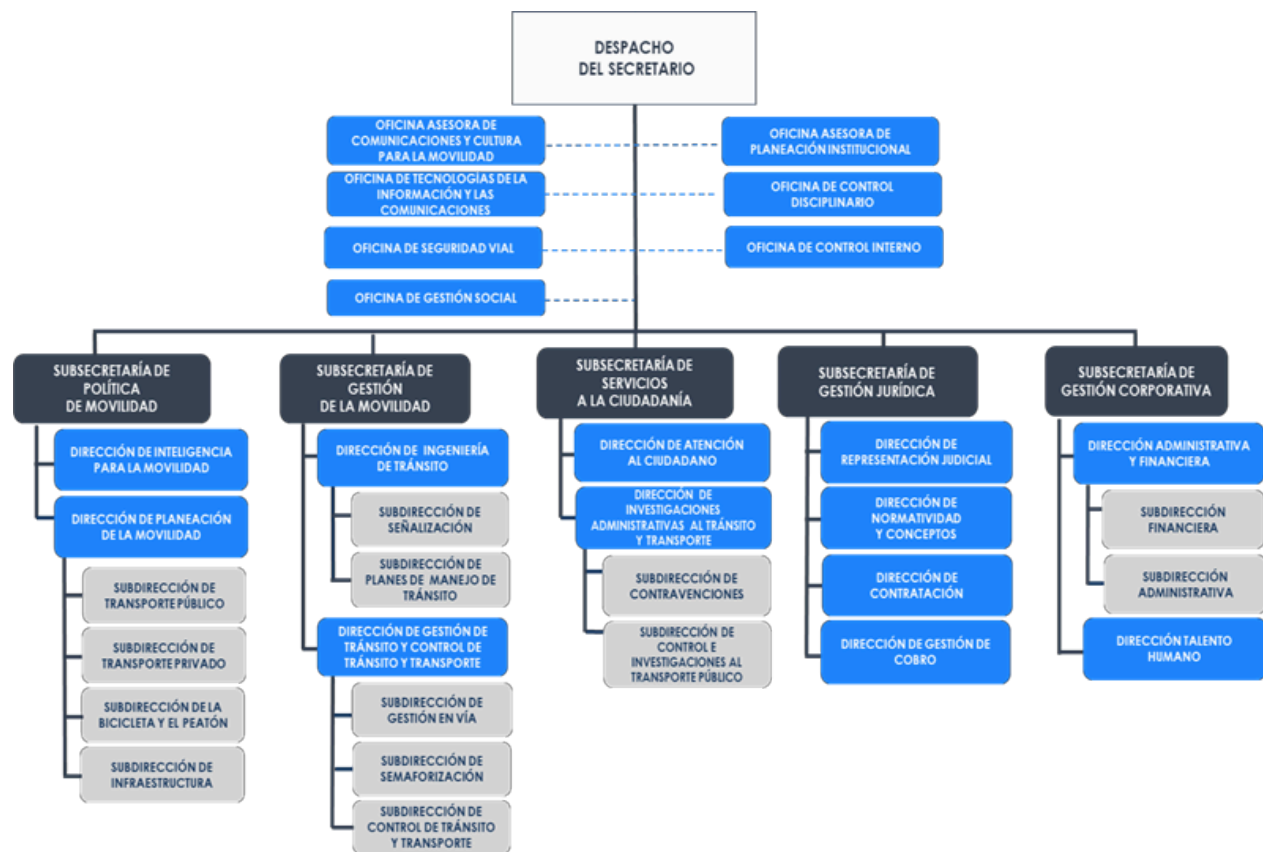 DESPACHO
DEL SECRETARIO
OFICINA ASESORA DE
COMUNICACIONES Y CULTURA
PARA LA MOVILIDAD
OFICINA ASESORA DE
PLANEACIÓN INSTITUCIONAL
OFICINA DE TECNOLOGÍAS DE LA
INFORMACIÓN Y LAS
COMUNICACIONES
OFICINA DE CONTROL
DISCIPLINARIO
OFICINA DE SEGURIDAD VIAL
OFICINA DE CONTROL INTERNO
OFICINA DE GESTIÓN SOCIAL
SUBSECRETARÍA DE
POLÍTICA
DE MOVILIDAD
DIRECCIÓN DE INTELIGENCIA
PARA LA MOVILIDAD
DIRECCIÓN DE PLANEACIÓN
DE LA MOVILIDAD
SUBDIRECCIÓN DE
TRANSPORTE PÚBLICO
SUBDIRECCIÓN DE
TRANSPORTE PRIVADO
SUBDIRECCIÓN DE LA
BICICLETA Y EL PEATÓN
SUBDIRECCIÓN DE
INFRAESTRUCTURA
SUBSECRETARÍA DE
GESTIÓN
DE LA MOVILIDAD
DIRECCIÓN DE INGENIERÍA
DE TRÁNSITO
SUBDIRECCIÓN DE
SEÑALIZACIÓN
SUBDIRECCIÓN DE
PLANES DE MANEJO DE
TRÁNSITO
DIRECCIÓN DE GESTIÓN DE
TRÁNSITO Y CONTROL DE
TRÁNSITO Y TRANSPORTE
SUBDIRECCIÓN DE
GESTIÓN EN VÍA
SUBDIRECCIÓN DE
SEMAFORIZACIÓN
SUBDIRECCIÓN DE
CONTROL DE TRÁNSITO
Y TRANSPORTE
SUBSECRETARÍA DE
SERVICIOS
A LA CIUDADANÍA
DIRECCIÓN DE ATENCIÓN
AL CIUDADANO
DIRECCIÓN DE
INVESTIGACIONES
ADMINISTRATIVAS AL TRÁNSITO
Y TRANSPORTE
SUBDIRECCIÓN DE
CONTRAVENCIONES
SUBDIRECCIÓN DE
CONTROL E
INVESTIGACIONES AL
TRANSPORTE PÚBLICO
SUBSECRETARÍA DE
GESTIÓN JURÍDICA
DIRECCIÓN DE
REPRESENTACIÓN JUDICIAL
DIRECCIÓN DE
NORMATIVIDAD
Y CONCEPTOS
DIRECCIÓN DE
CONTRATACIÓN
DIRECCIÓN DE GESTIÓN DE
COBRO
SUBSECRETARÍA DE
GESTIÓN CORPORATIVA
DIRECCIÓN ADMINISTRATIVA
Y FINANCIERA
SUBDIRECCIÓN
FINANCIERA
SUBDIRECCIÓN
ADMINISTRATIVA
DIRECCIÓN TALENTO
HUMANO